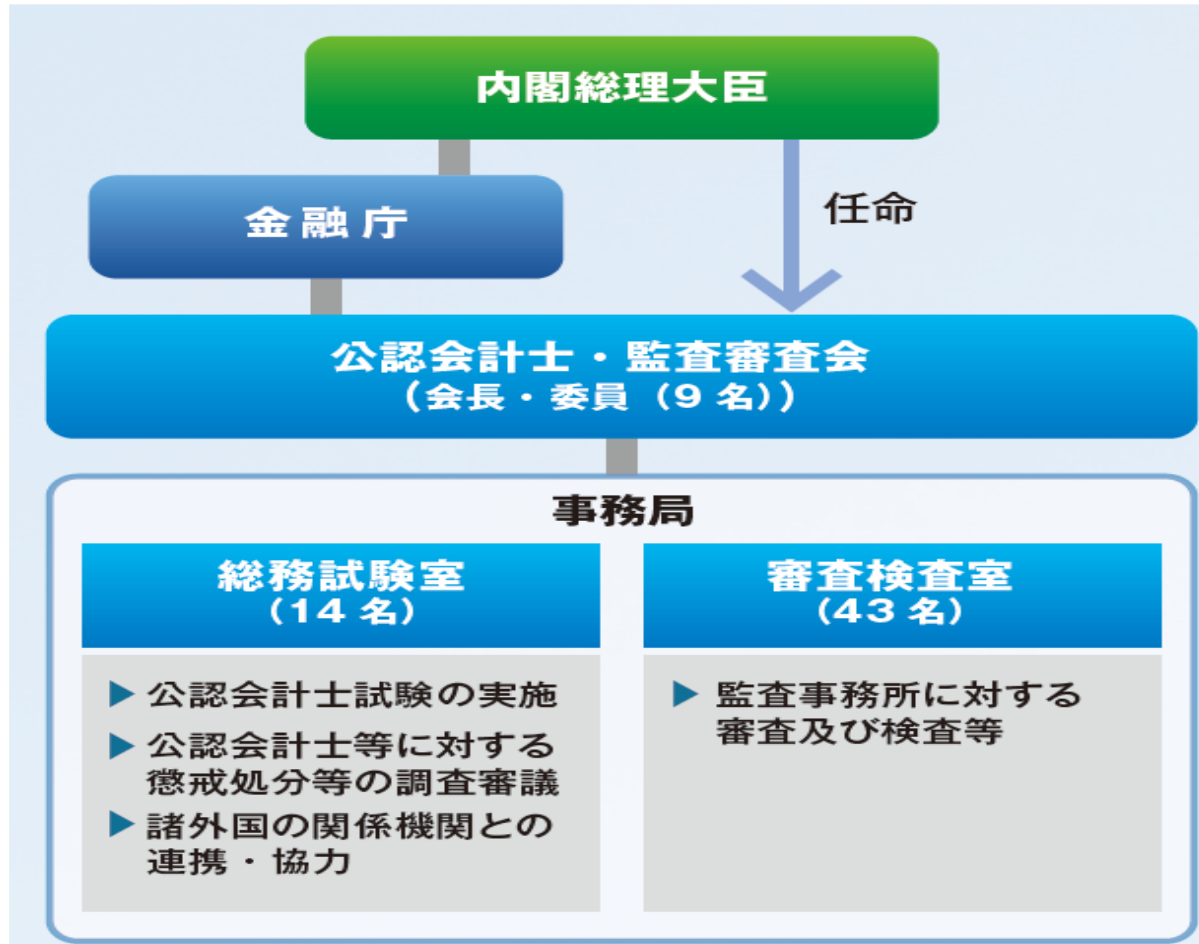 内閣総理大臣
金融庁
任命
公認会計士・監査審査会
(会長・委員(9名))
事務局
総務試験室
(14名)
▶公認会計士試験の実施
▶公認会計士等に対する
懲戒処分等の調査審議
▶諸外国の関係機関との
連携・協力
審査検査室
(43名)
▶監査事務所に対する
審査及び検査等